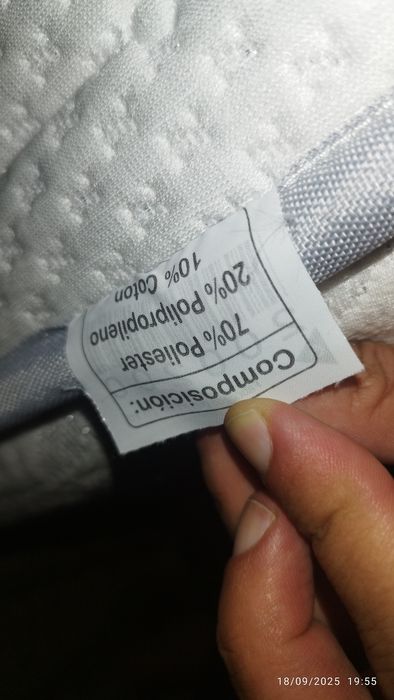 Composición:
70% Poliester
20% Polipropileno
10% Coton
18/09/2025 19:55